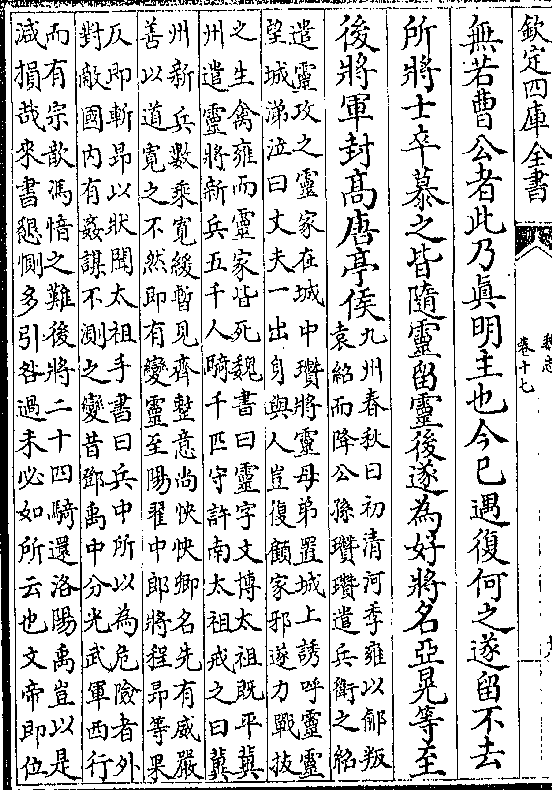 欽定四庫全書
魏志
卷十七
無若曹公者此乃真明主也今已遇復何之遂留不去
所將士卒慕之皆隨靈留靈後遂為好將名亞晃等至
後將軍封高唐亭侯
九州春秋曰初清河季雍以鄃叛
袁紹而降公孫瓚瓚遣兵衞之紹
遣靈攻之靈家在城中瓚將靈母弟置城上誘呼靈靈
望城涕泣曰丈夫一出身與人豈復顧家邪遂力戰拔
之生禽雍而靈家皆死魏書曰靈字文博太祖既平冀
州遣靈將新兵五千人騎千匹守許南太祖戒之曰冀
州新兵數乗寛緩暫見齊整意尚怏怏卿名先有威嚴
善以道寛之不然即有變靈至陽翟中郎將程昻等果
反即斬昻以狀聞太祖手書曰兵中所以為危險者外
對敵國内有姦謀不測之變昔鄧禹中分光武軍西行
而有宗歆馮愔之難後將二十四騎還洛陽禹豈以是
減損哉來書懇惻多引咎過未必如所云也文帝即位